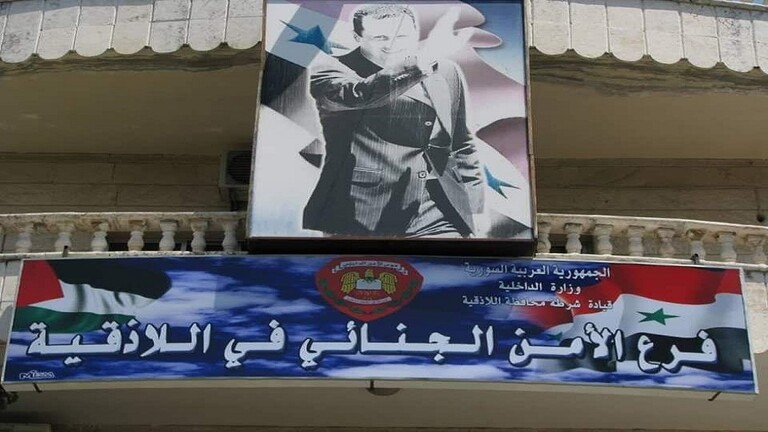 الجمهورية العربية السورية
وزارة الداخلية
قيادة شرطة محافظة اللاذقية
فرع الأمن الجنائي في اللاذقية